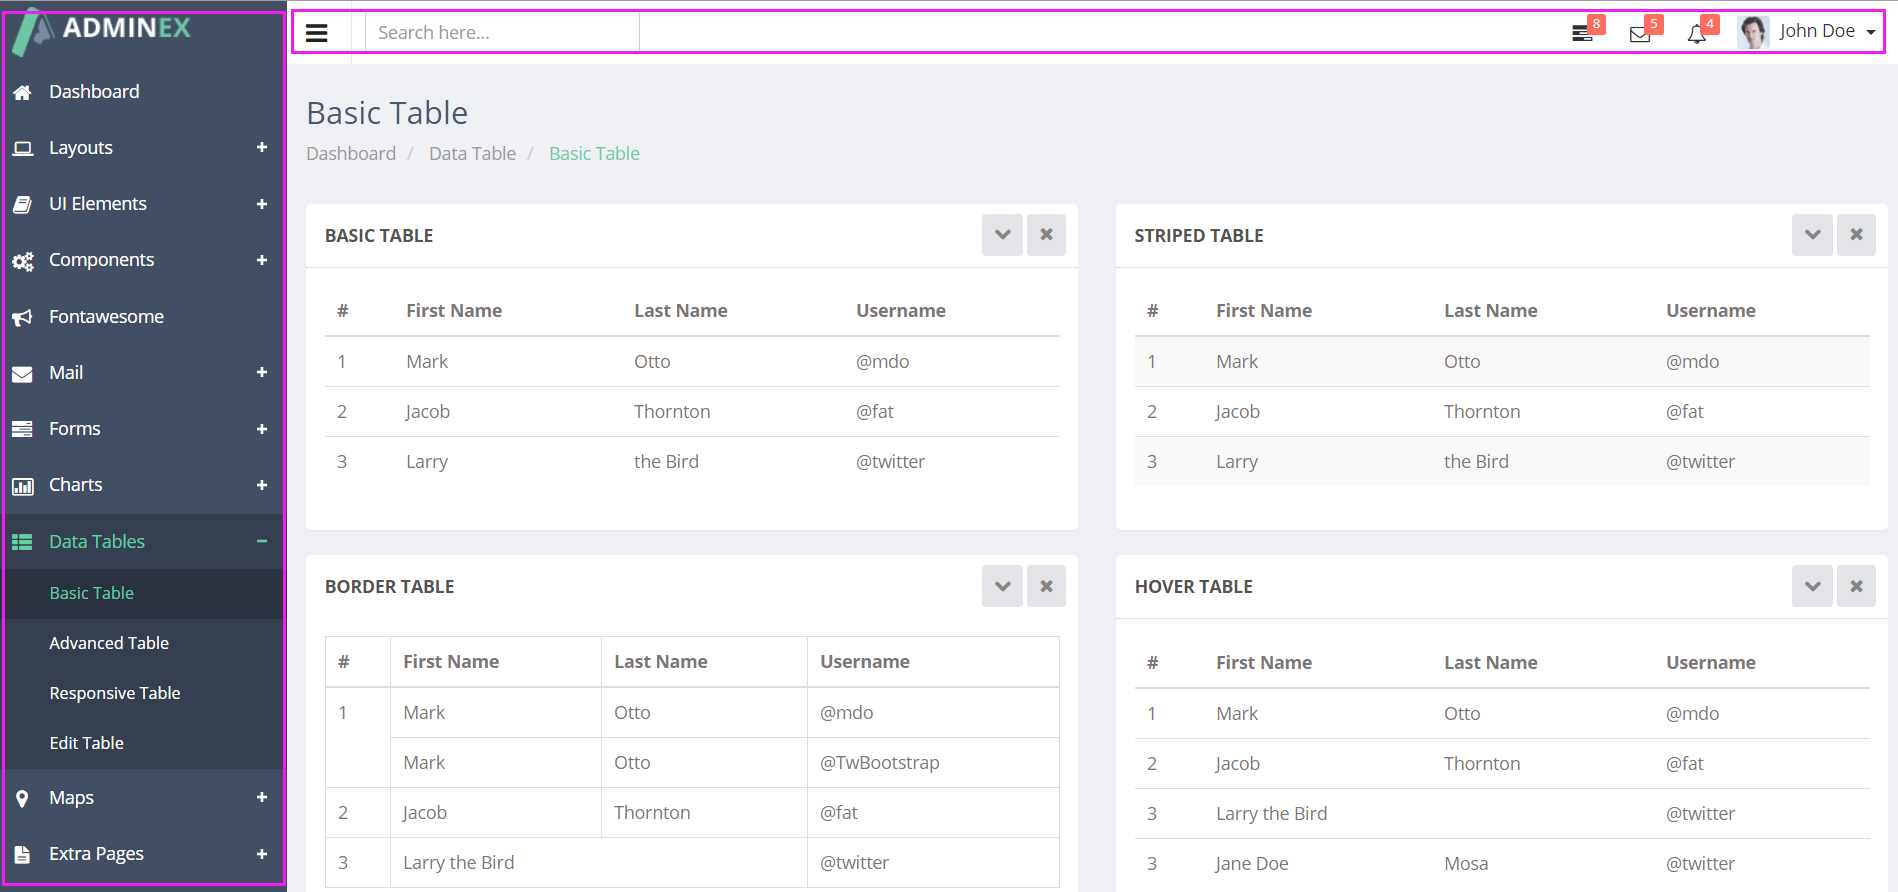 ADMINEX
Dashboard
Layouts
UI Elements
Components
Fontawesome
Mail
Forms
Charts
Data Tables
Basic Table
Advanced Table
Responsive Table
Edit Table
Maps
Extra Pages
Search here...
8
5
4
John Doe
Basic Table
Dashboard / Data Table / Basic Table
BASIC TABLE
# First Name Last Name Username
1 Mark Otto @mdo
2 Jacob Thornton @fat
3 Larry the Bird @twitter
STRIPED TABLE
# First Name Last Name Username
1 Mark Otto @mdo
2 Jacob Thornton @fat
3 Larry the Bird @twitter
BORDER TABLE
# First Name Last Name Username
1 Mark Otto @mdo
Mark Otto @TwBootstrap
2 Jacob Thornton @fat
3 Larry the Bird @twitter
HOVER TABLE
# First Name Last Name Username
1 Mark Otto @mdo
2 Jacob Thornton @fat
3 Larry the Bird @twitter
3 Jane Doe Mosa @twitter